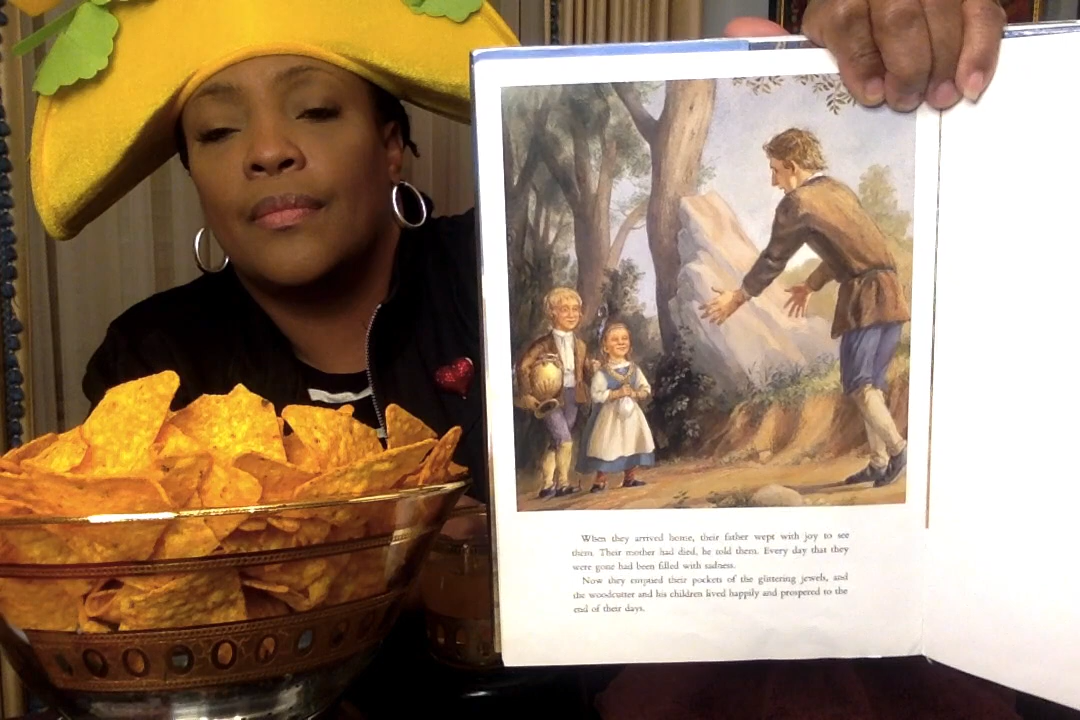 When they arrived home, their father wept with joy to see
them. Their mother had died, he told them. Every day that they
were gone had been filled with sadness.
Now they emptied their pockets of the glittering jewels, and
the woodcutter and his children lived happily and prospered to the
end of their days.